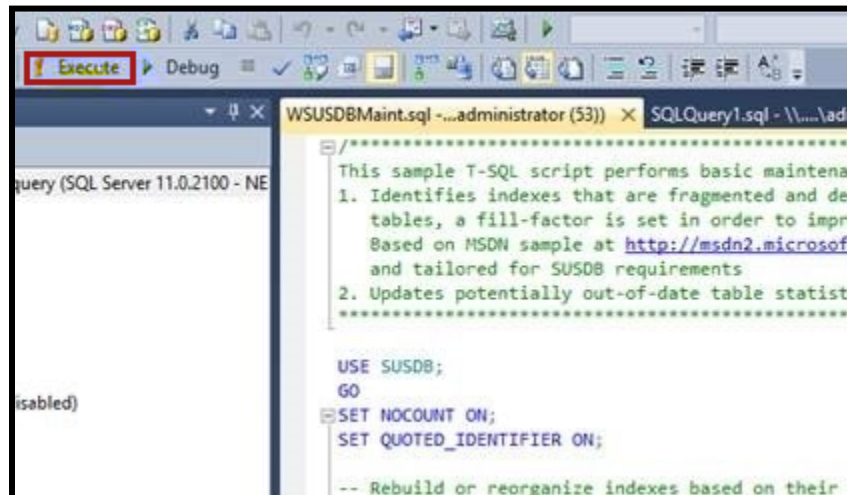 Execute Debug
WSUSDBMaint.sql -...administrator (53)) SQLQuery1.sql - \\....\ad
/****************************************************
This sample T-SQL script performs basic maintena
query (SQL Server 11.0.2100 - NE
1. Identifies indexes that are fragmented and de
tables, a fill-factor is set in order to impr
Based on MSDN sample at http://msdn2.microsof
and tailored for SUSDB requirements
2. Updates potentially out-of-date table statist
****************************************************
USE SUSDB;
GO
isabled)
SET NOCOUNT ON;
SET QUOTED_IDENTIFIER ON;
-- Rebuild or reorganize indexes based on their